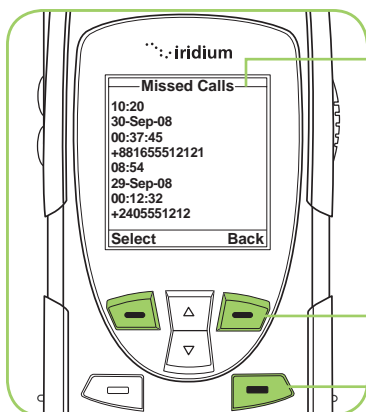 iridium
Missed Calls
10:20
30-Sep-08
00:37:45
+881655512121
08:54
29-Sep-08
00:12:32
+2405551212
Select Back